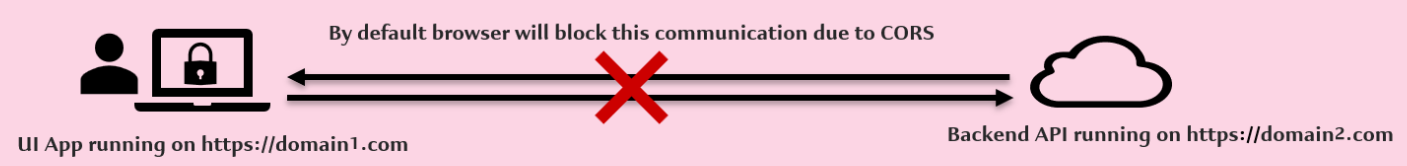 By default browser will block this communication due to CORS
UI App running on https://domain1.com
Backend API running on https://domain2.com